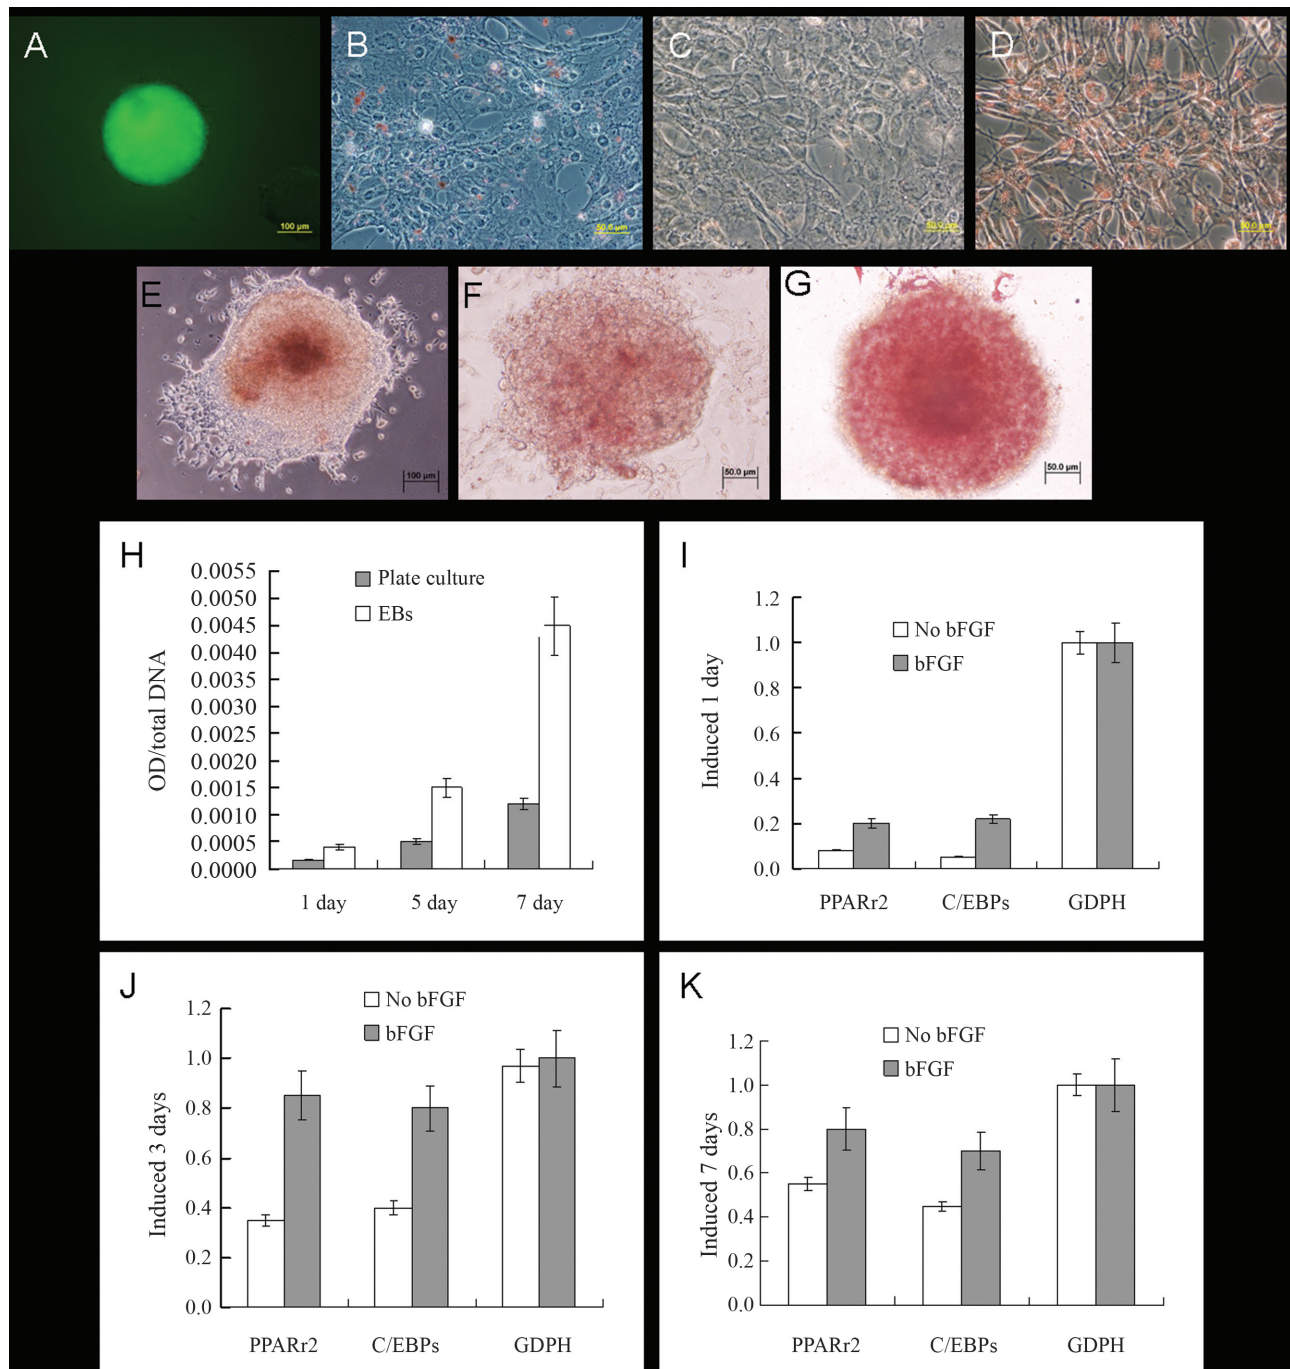 A
100 μm
B
50.0 μm
C
50.0 μm
D
50.0 μm
E
100 μm
F
50.0 μm
G
50.0 μm
H
Plate culture
EBs
OD/total DNA
0.0055
0.0050
0.0045
0.0040
0.0035
0.0030
0.0025
0.0020
0.0015
0.0010
0.0005
0.0000
1 day
5 day
7 day
I
No bFGF
bFGF
Induced 1 day
1.2
1.0
0.8
0.6
0.4
0.2
0.0
PPARr2
C/EBPs
GDPH
J
No bFGF
bFGF
Induced 3 days
1.2
1.0
0.8
0.6
0.4
0.2
0.0
PPARr2
C/EBPs
GDPH
K
No bFGF
bFGF
Induced 7 days
1.2
1.0
0.8
0.6
0.4
0.2
0.0
PPARr2
C/EBPs
GDPH